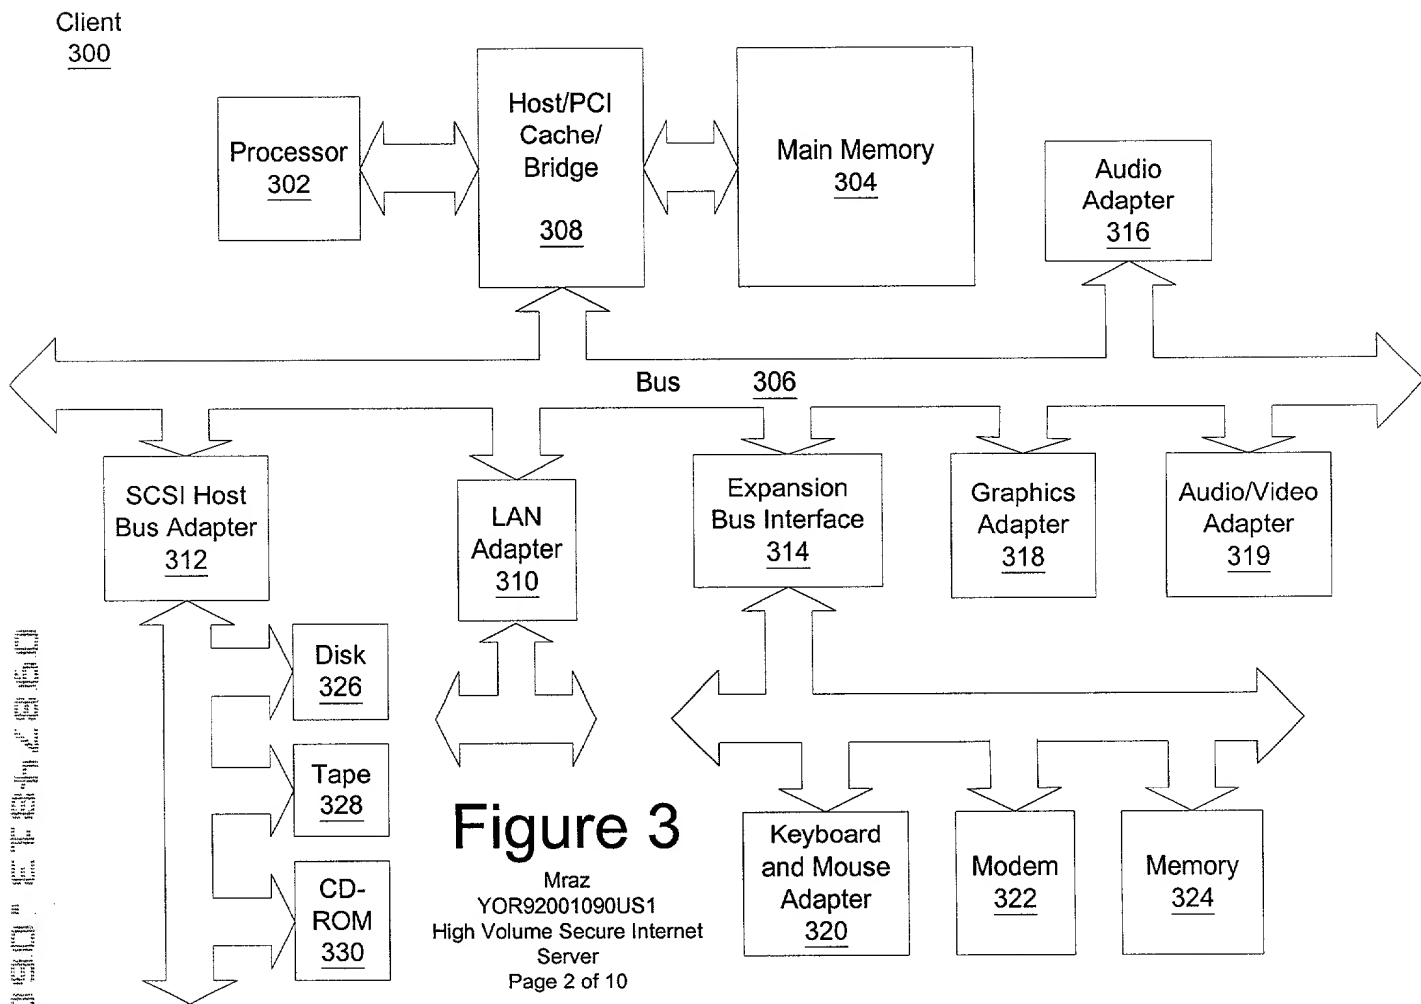 Client
300
Processor
302
Host/PCI
Cache/
Bridge
308
Main Memory
304
Audio
Adapter
316
Bus 306
SCSI Host
Bus Adapter
312
LAN
Adapter
310
Expansion
Bus Interface
314
Graphics
Adapter
318
Audio/Video
Adapter
319
Disk
326
Tape
328
CD-
ROM
330
Keyboard
and Mouse
Adapter
320
Modem
322
Memory
324
Figure 3
Mraz
YOR92001090US1
High Volume Secure Internet
Server
Page 2 of 10